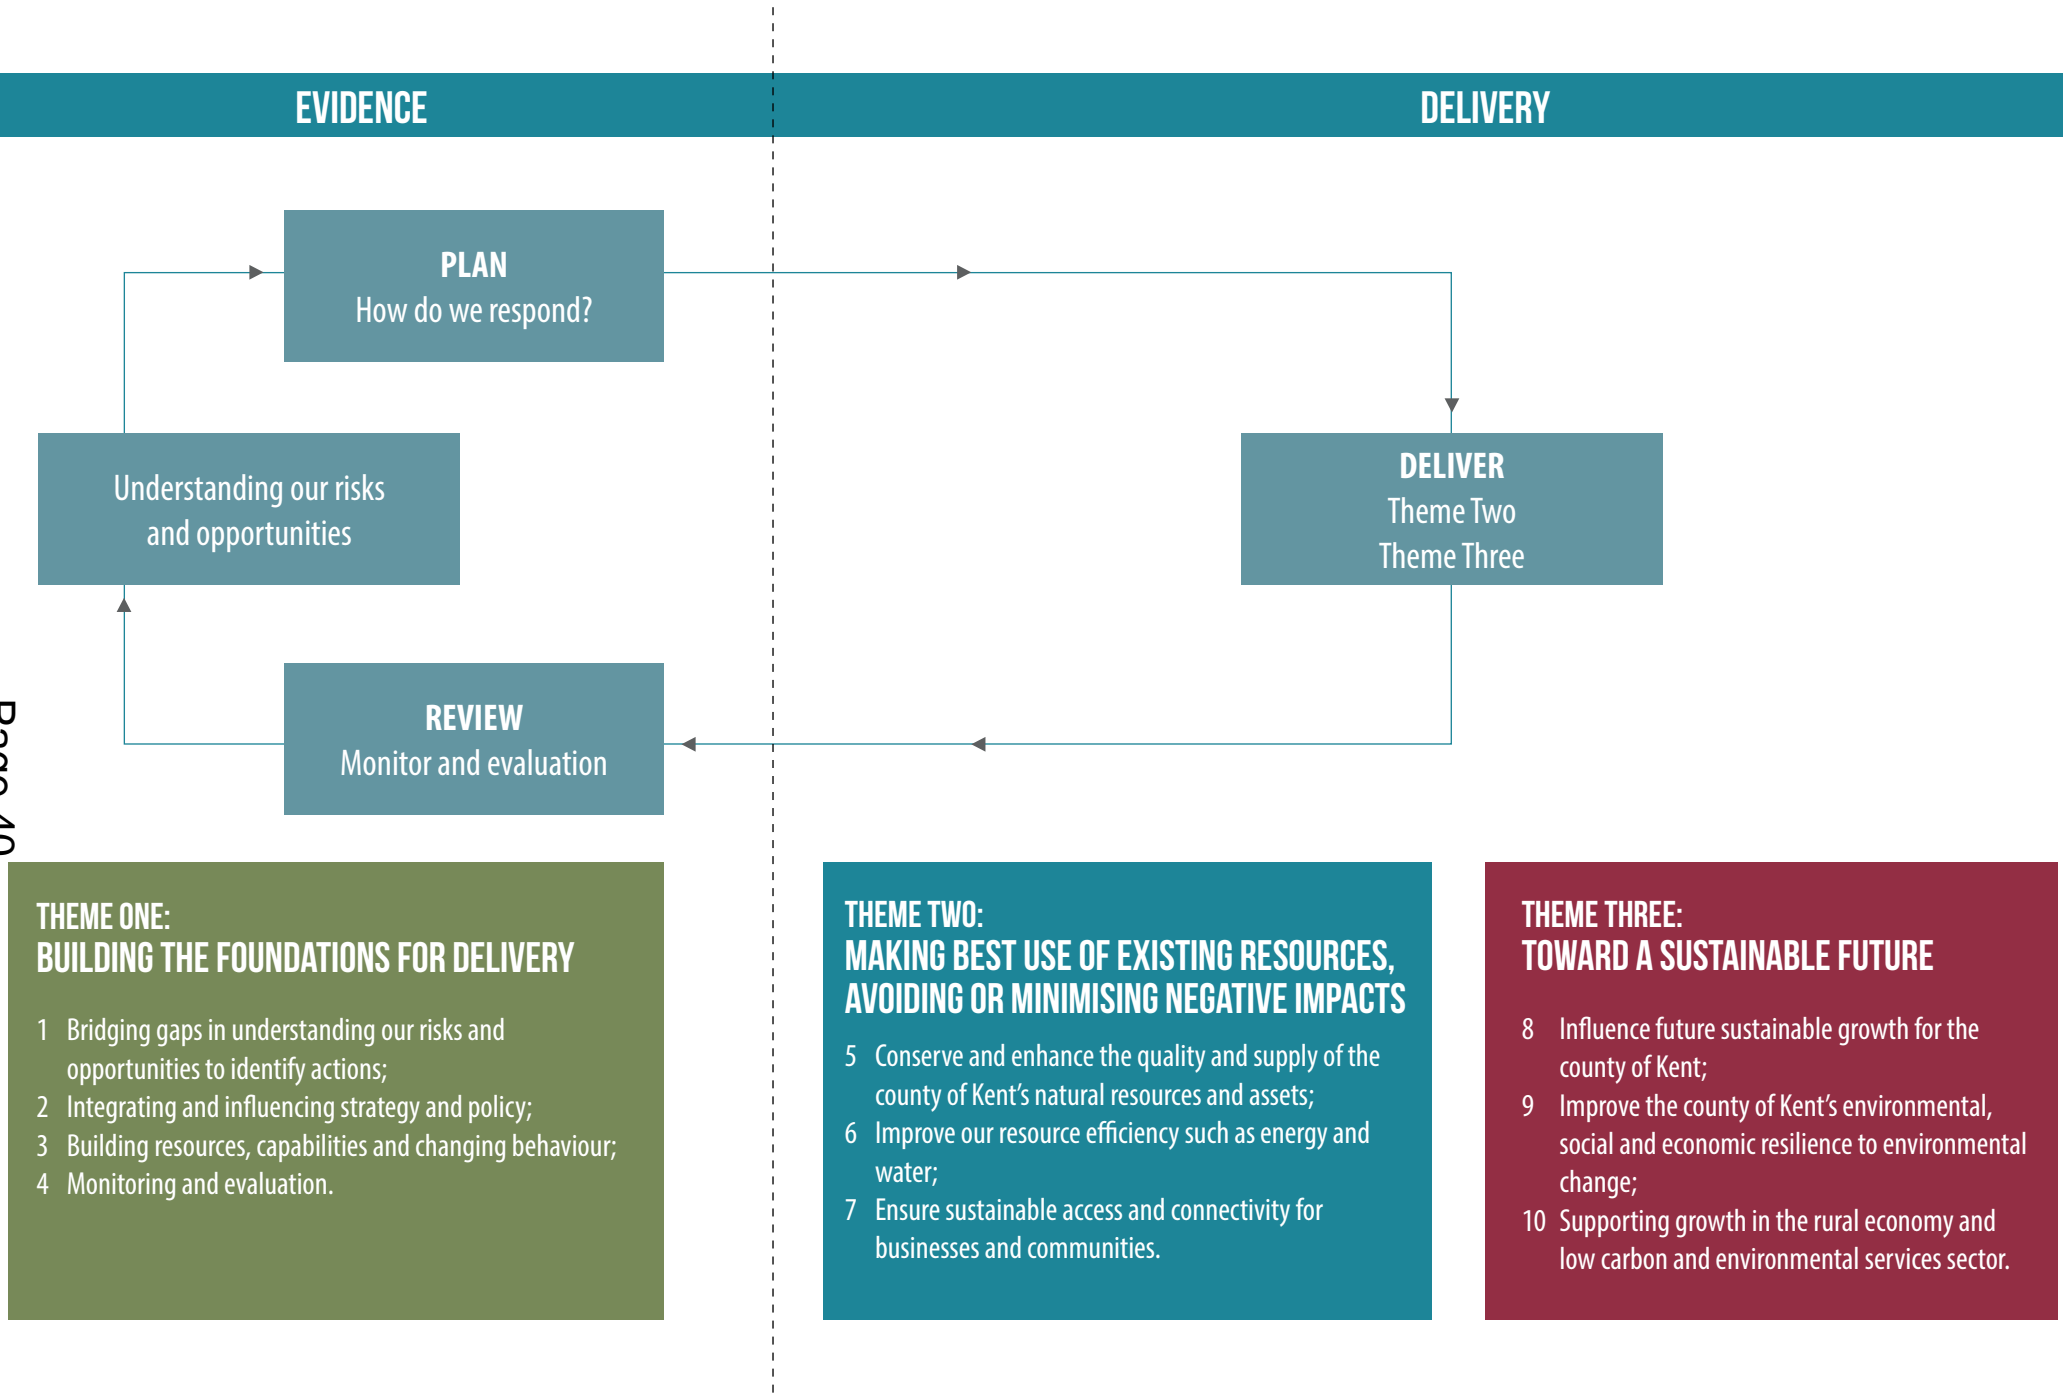 EVIDENCE
DELIVERY
PLAN
How do we respond?
Understanding our risks
and opportunities
DELIVER
Theme Two
Theme Three
REVIEW
Monitor and evaluation
Page 40
THEME ONE:
BUILDING THE FOUNDATIONS FOR DELIVERY
1 Bridging gaps in understanding our risks and
opportunities to identify actions;
2 Integrating and influencing strategy and policy;
3 Building resources, capabilities and changing behaviour;
4 Monitoring and evaluation.
THEME TWO:
MAKING BEST USE OF EXISTING RESOURCES,
AVOIDING OR MINIMISING NEGATIVE IMPACTS
5 Conserve and enhance the quality and supply of the
county of Kent’s natural resources and assets;
6 Improve our resource efficiency such as energy and
water;
7 Ensure sustainable access and connectivity for
businesses and communities.
THEME THREE:
TOWARD A SUSTAINABLE FUTURE
8 Influence future sustainable growth for the
county of Kent;
9 Improve the county of Kent’s environmental,
social and economic resilience to environmental
change;
10 Supporting growth in the rural economy and
low carbon and environmental services sector.